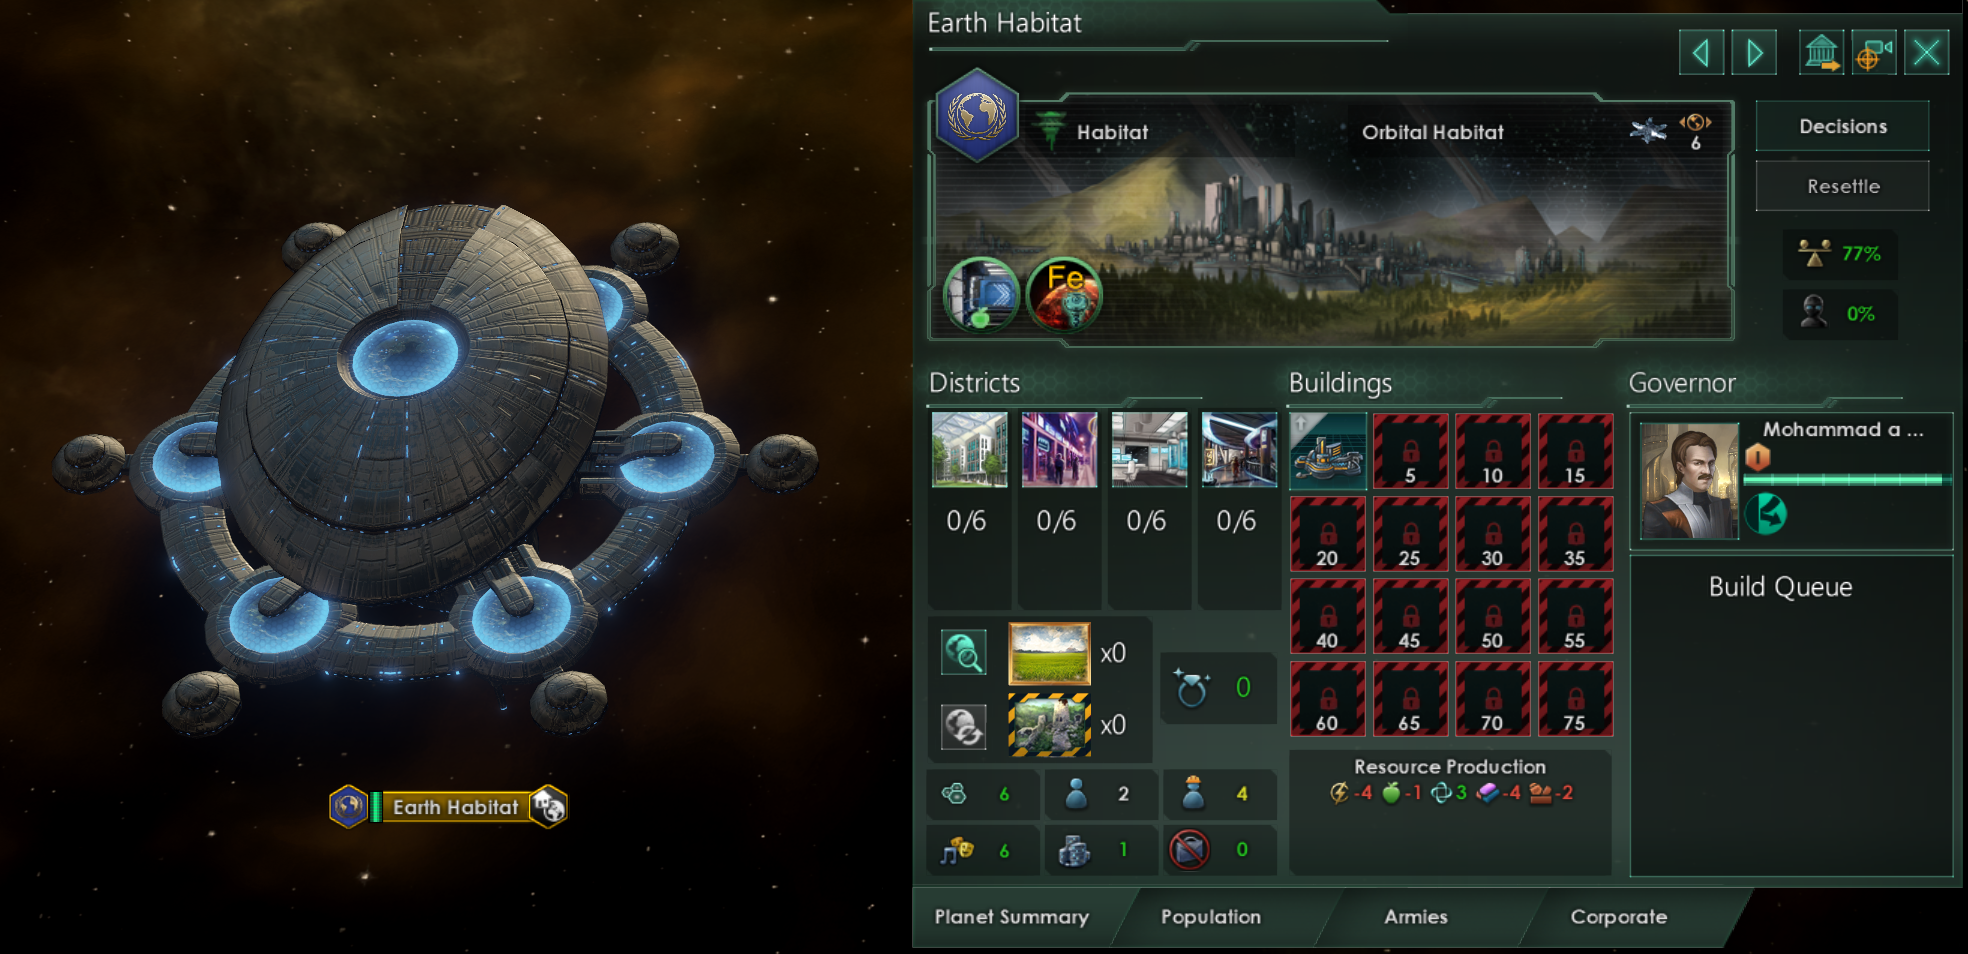 Earth Habitat
Habitat
Orbital Habitat
6
Decisions
Resettle
77%
0%
Fe
Districts
Buildings
Governor
0/6
0/6
0/6
0/6
5
10
15
20
25
30
35
40
45
50
55
60
65
70
75
Mohammad a ...
I
Build Queue
x0
x0
0
6
2
4
6
1
0
Resource Production
-4 -1 3 -4 -2
Earth Habitat
Planet Summary
Population
Armies
Corporate